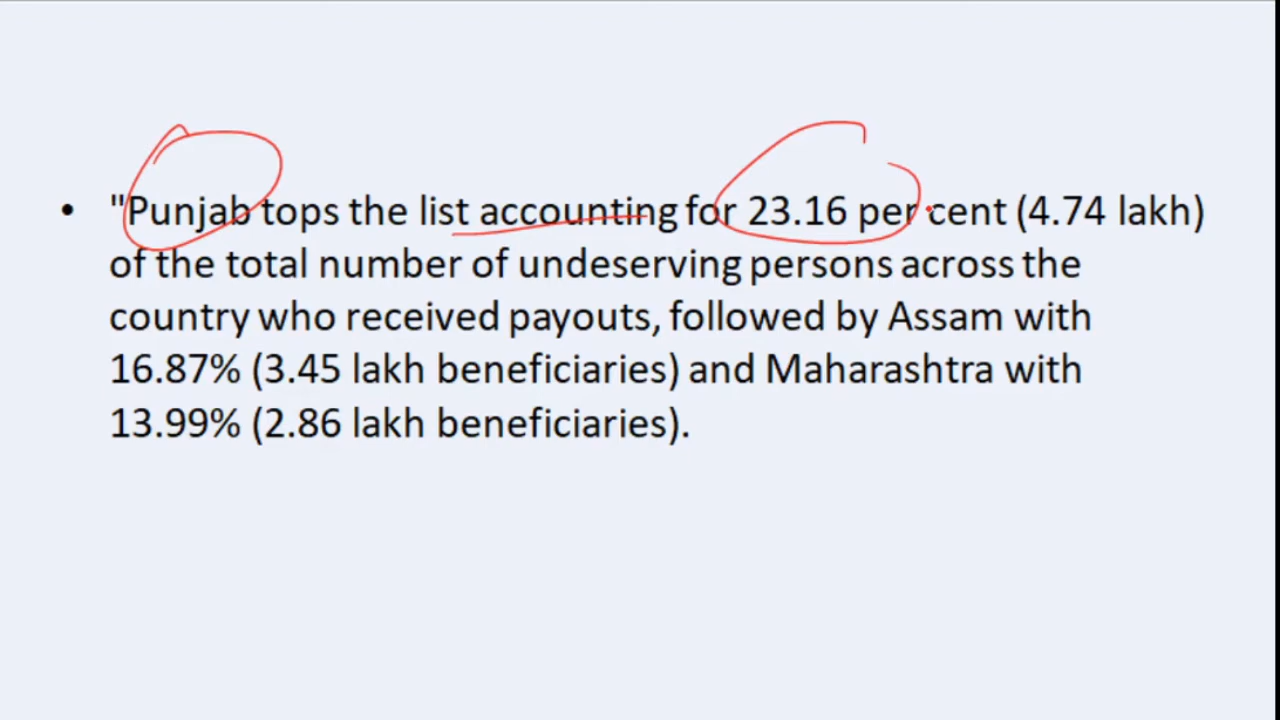 • "Punjab tops the list accounting for 23.16 per cent (4.74 lakh)
of the total number of undeserving persons across the
country who received payouts, followed by Assam with
16.87% (3.45 lakh beneficiaries) and Maharashtra with
13.99% (2.86 lakh beneficiaries).